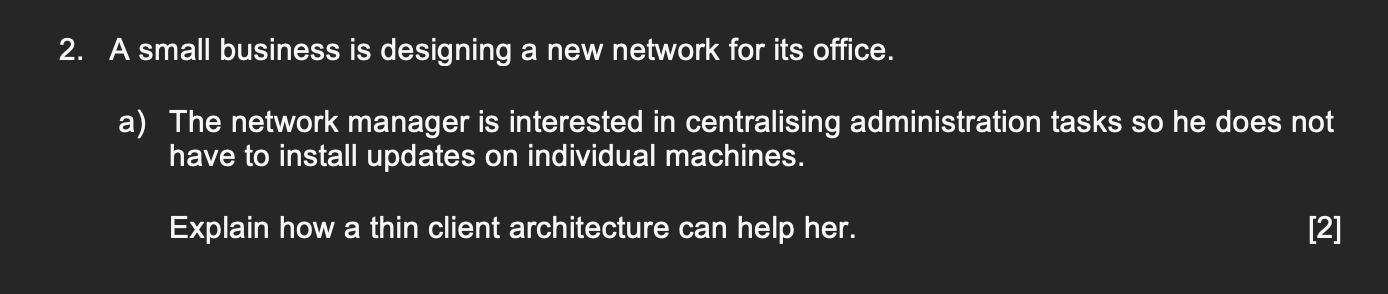 2. A small business is designing a new network for its office.
a) The network manager is interested in centralising administration tasks so he does not
have to install updates on individual machines.
Explain how a thin client architecture can help her. [2]